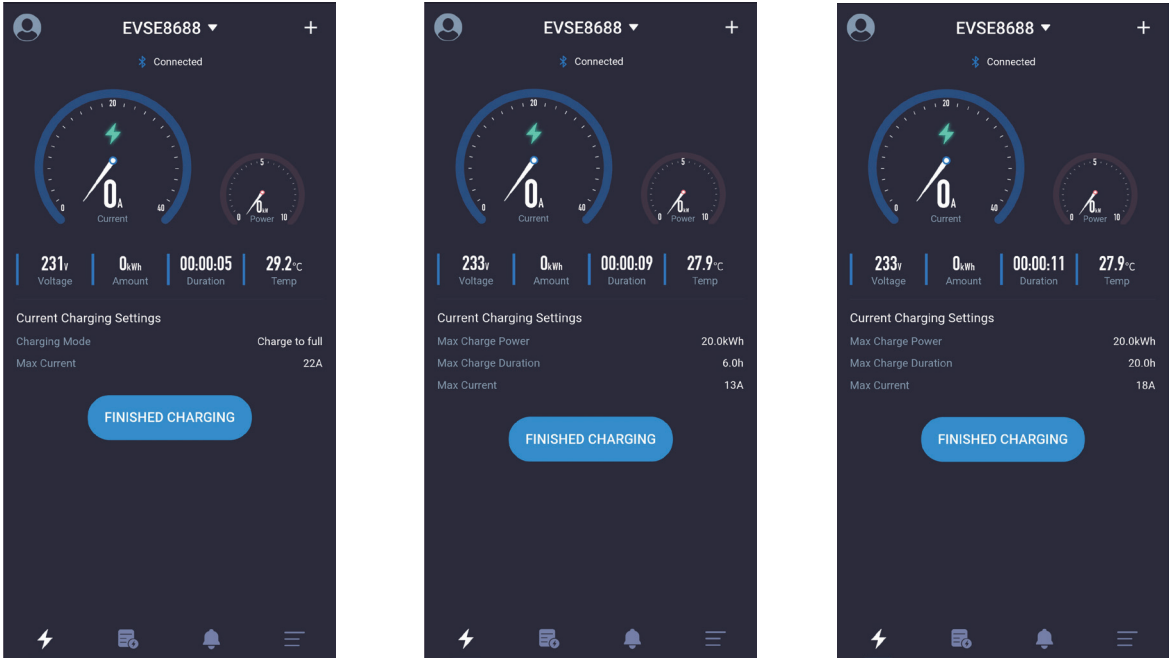 EVSE8688
Connected
20
0A
0
40
Current
5
0kW
0
10
Power
231V
0kWh
00:00:05
29.2°C
Voltage
Amount
Duration
Temp
Current Charging Settings
Charging Mode Charge to full
Max Current 22A
FINISHED CHARGING
EVSE8688
Connected
20
0A
0
40
Current
5
0kW
0
10
Power
233V
0kWh
00:00:09
27.9°C
Voltage
Amount
Duration
Temp
Current Charging Settings
Max Charge Power 20.0kWh
Max Charge Duration 6.0h
Max Current 13A
FINISHED CHARGING
EVSE8688
Connected
20
0A
0
40
Current
5
0kW
0
10
Power
233V
0kWh
00:00:11
27.9°C
Voltage
Amount
Duration
Temp
Current Charging Settings
Max Charge Power 20.0kWh
Max Charge Duration 20.0h
Max Current 18A
FINISHED CHARGING